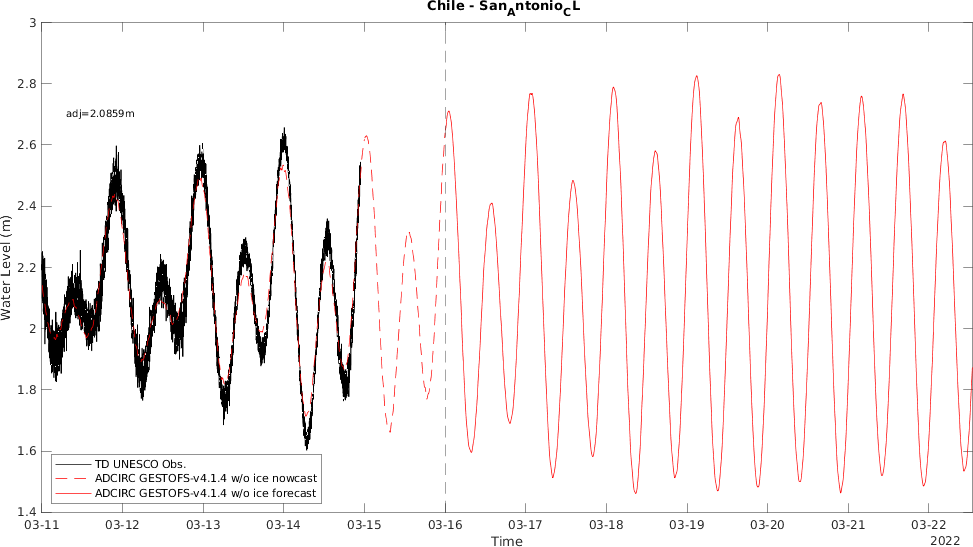 Chile - San_Antonio_CL
3
2.8
adj=2.0859m
2.6
2.4
2.2
Water Level (m)
2
1.8
1.6
TD UNESCO Obs.
ADCIRC GESTOFS-v4.1.4 w/o ice nowcast
ADCIRC GESTOFS-v4.1.4 w/o ice forecast
1.4
03-11 03-12 03-13 03-14 03-15 03-16 03-17 03-18 03-19 03-20 03-21 03-22
Time
2022